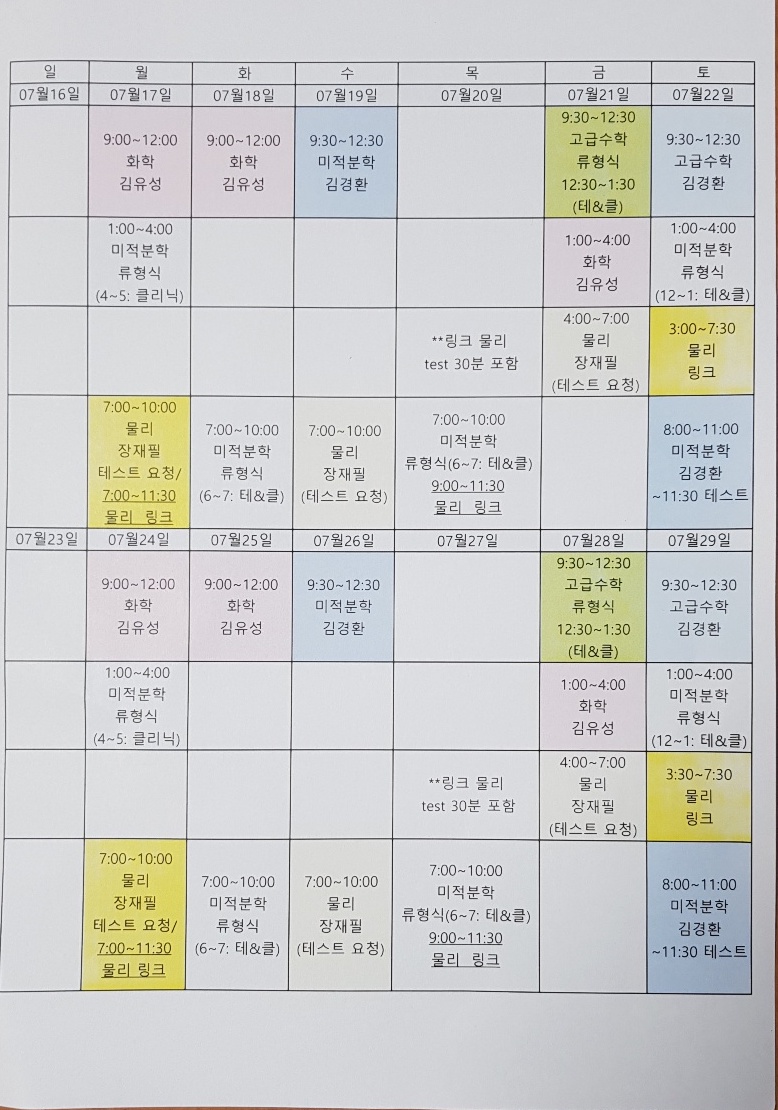 일 월 화 수 목 금 토
07월16일 07월17일 07월18일 07월19일 07월20일 07월21일 07월22일
9:00~12:00
화학
김유성
9:00~12:00
화학
김유성
9:30~12:30
미적분학
김경환
9:30~12:30
고급수학
류형식
12:30~1:30
(테&클)
9:30~12:30
고급수학
김경환
1:00~4:00
미적분학
류형식
(4~5: 클리닉)
1:00~4:00
화학
김유성
1:00~4:00
미적분학
류형식
(12~1: 테&클)
**링크 물리
test 30분 포함
4:00~7:00
물리
장재필
(테스트 요청)
3:00~7:30
물리
링크
7:00~10:00
물리
장재필
테스트 요청/
7:00~11:30
물리 링크
7:00~10:00
미적분학
류형식
(6~7: 테&클)
7:00~10:00
물리
장재필
(테스트 요청)
7:00~10:00
미적분학
류형식(6~7: 테&클)
9:00~11:30
물리 링크
8:00~11:00
미적분학
김경환
~11:30 테스트
07월23일 07월24일 07월25일 07월26일 07월27일 07월28일 07월29일
9:00~12:00
화학
김유성
9:00~12:00
화학
김유성
9:30~12:30
미적분학
김경환
9:30~12:30
고급수학
류형식
12:30~1:30
(테&클)
9:30~12:30
고급수학
김경환
1:00~4:00
미적분학
류형식
(4~5: 클리닉)
1:00~4:00
화학
김유성
1:00~4:00
미적분학
류형식
(12~1: 테&클)
**링크 물리
test 30분 포함
4:00~7:00
물리
장재필
(테스트 요청)
3:30~7:30
물리
링크
7:00~10:00
물리
장재필
테스트 요청/
7:00~11:30
물리 링크
7:00~10:00
미적분학
류형식
(6~7: 테&클)
7:00~10:00
물리
장재필
(테스트 요청)
7:00~10:00
미적분학
류형식(6~7: 테&클)
9:00~11:30
물리 링크
8:00~11:00
미적분학
김경환
~11:30 테스트